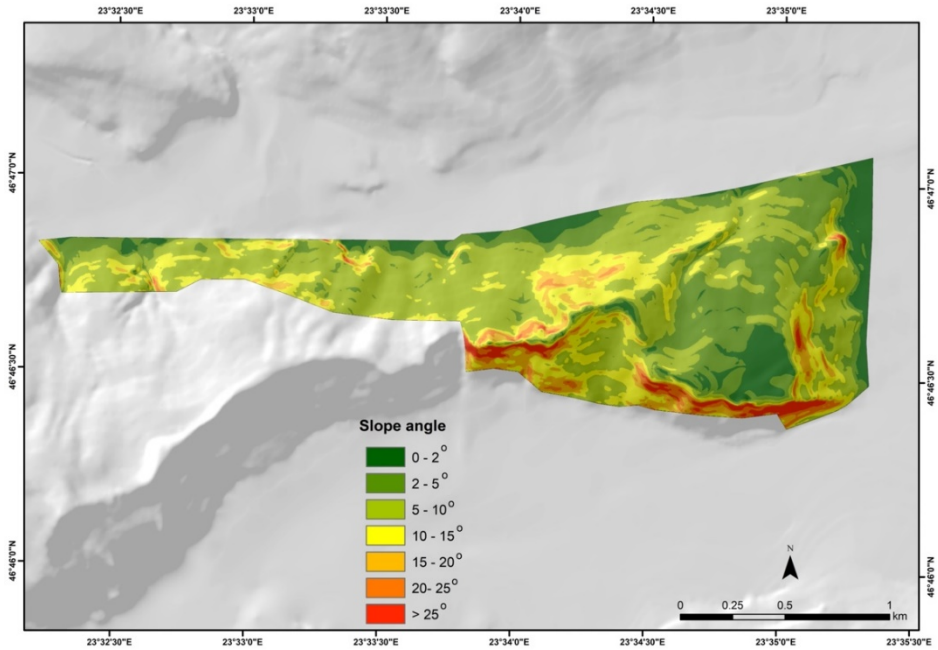 23°32'30"E 23°33'0"E 23°33'30"E 23°34'0"E 23°34'30"E 23°35'0"E
46°47'0"N 46°47'0"N
46°46'30"N 46°46'30"N
Slope angle
0 - 2°
2 - 5°
5 - 10°
10 - 15°
15 - 20°
20- 25°
> 25°
46°46'0"N 46°46'0"N
N
0 0.25 0.5 1
km
23°32'30"E 23°33'0"E 23°33'30"E 23°34'0"E 23°34'30"E 23°35'0"E 23°35'30"E